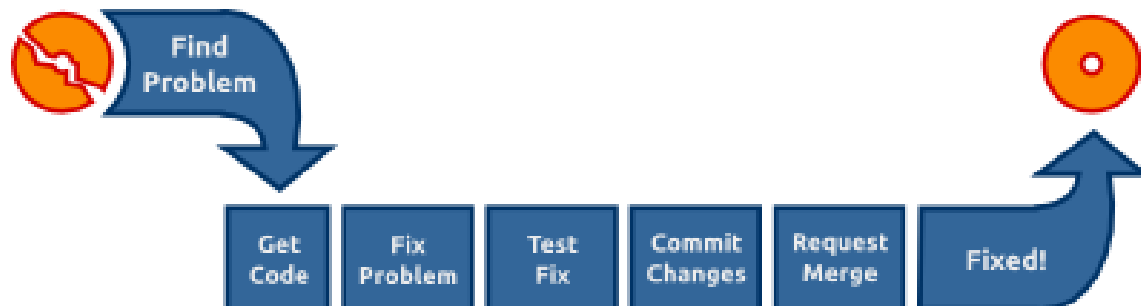 Find
Problem
Get
Code
Fix
Problem
Test
Fix
Commit
Changes
Request
Merge
Fixed!